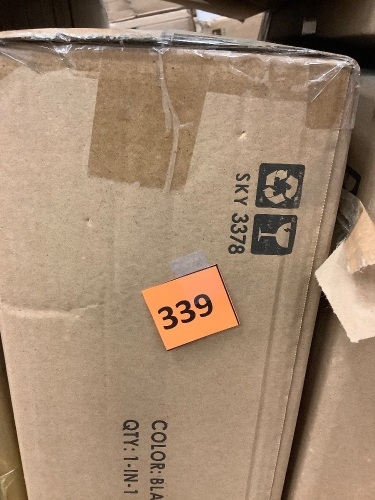 SKY 3378
339
COLOR: BLA
QTY: 1-IN-1